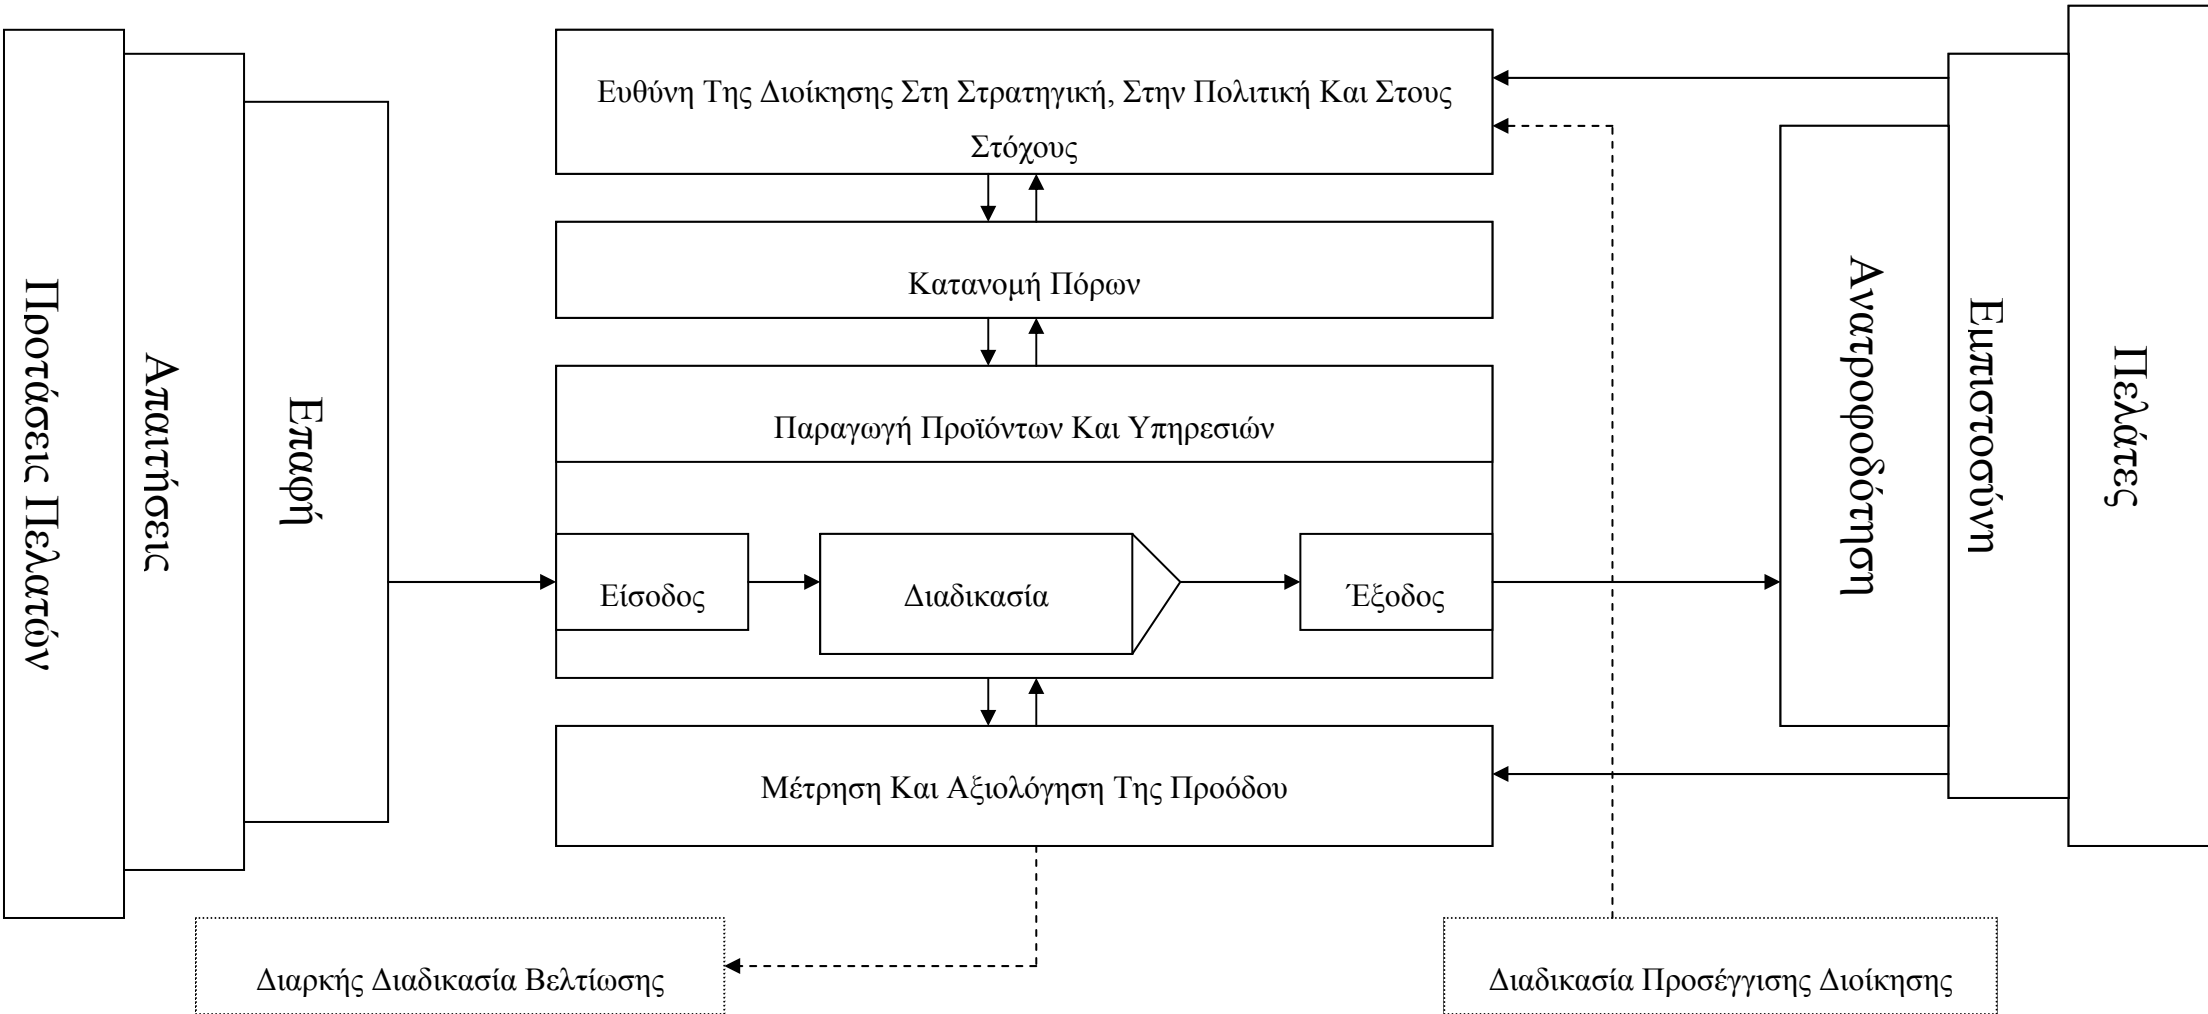 Προτάσεις Πελατών
Απαιτήσεις
Επαφή
Ευθύνη Της Διοίκησης Στη Στρατηγική, Στην Πολιτική Και Στους
Στόχους
Κατανομή Πόρων
Παραγωγή Προϊόντων Και Υπηρεσιών
Είσοδος
Διαδικασία
Έξοδος
Μέτρηση Και Αξιολόγηση Της Προόδου
Ανατροφοδότηση
Εμπιστοσύνη
Πελάτες
Διαρκής Διαδικασία Βελτίωσης
Διαδικασία Προσέγγισης Διοίκησης